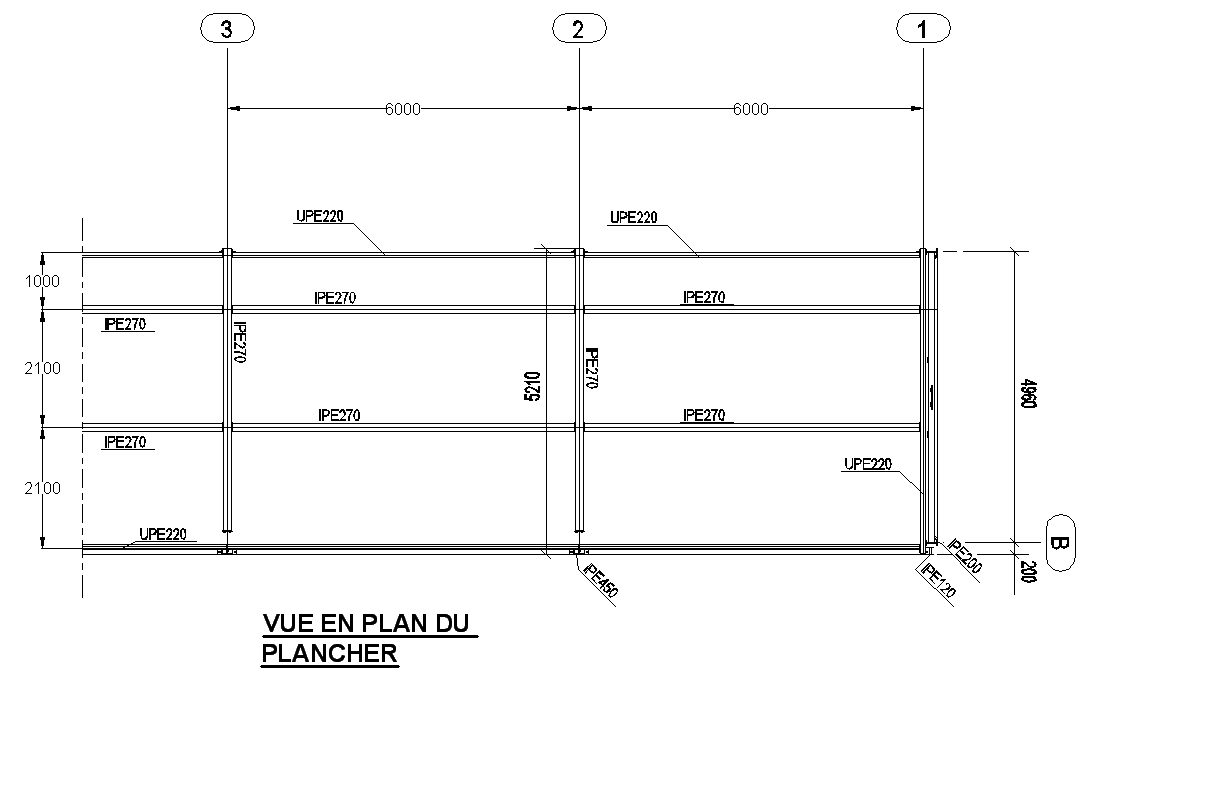 3
2
1
6000
6000
UPE220
UPE220
1000
IPE270
IPE270
IPE270
IPE270
IPE270
2100
5210
4960
IPE270
IPE270
IPE270
UPE220
2100
UPE220
B
IPE200
200
IPE120
IPE450
VUE EN PLAN DU
PLANCHER